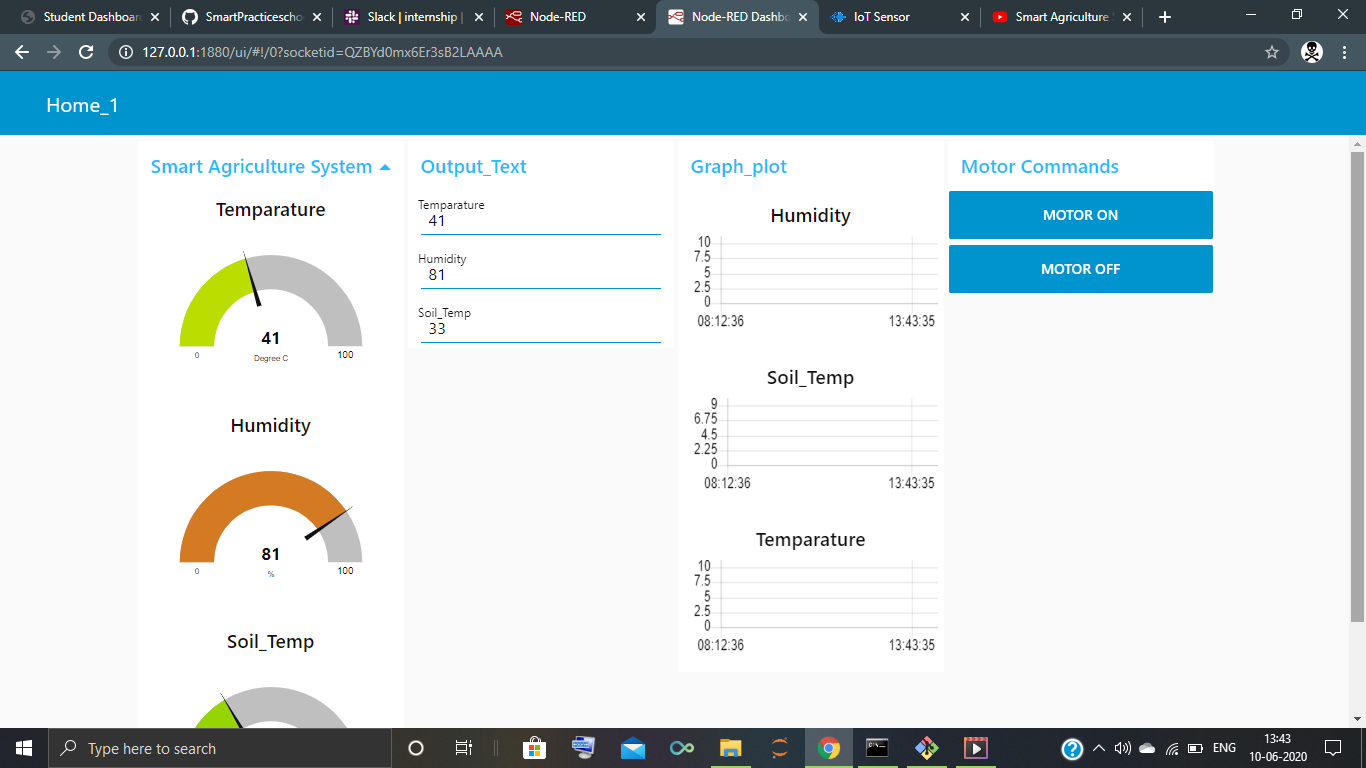 Student Dashboar
SmartPracticescho
Slack | internship |
Node-RED
Node-RED Dashbo
IoT Sensor
Smart Agriculture S
127.0.0.1:1880/ui/#!/0?socketid=QZBYd0mx6Er3sB2LAAAA
Home_1
Smart Agriculture System
Temparature
41
Degree C
0
100
Humidity
81
%
0
100
Soil_Temp
Output_Text
Temparature
41
Humidity
81
Soil_Temp
33
Graph_plot
Humidity
10
7.5
5
2.5
0
08:12:36 13:43:35
Soil_Temp
9
6.75
4.5
2.25
0
08:12:36 13:43:35
Temparature
10
7.5
5
2.5
0
08:12:36 13:43:35
Motor Commands
MOTOR ON
MOTOR OFF
Type here to search
ENG
13:43
10-06-2020